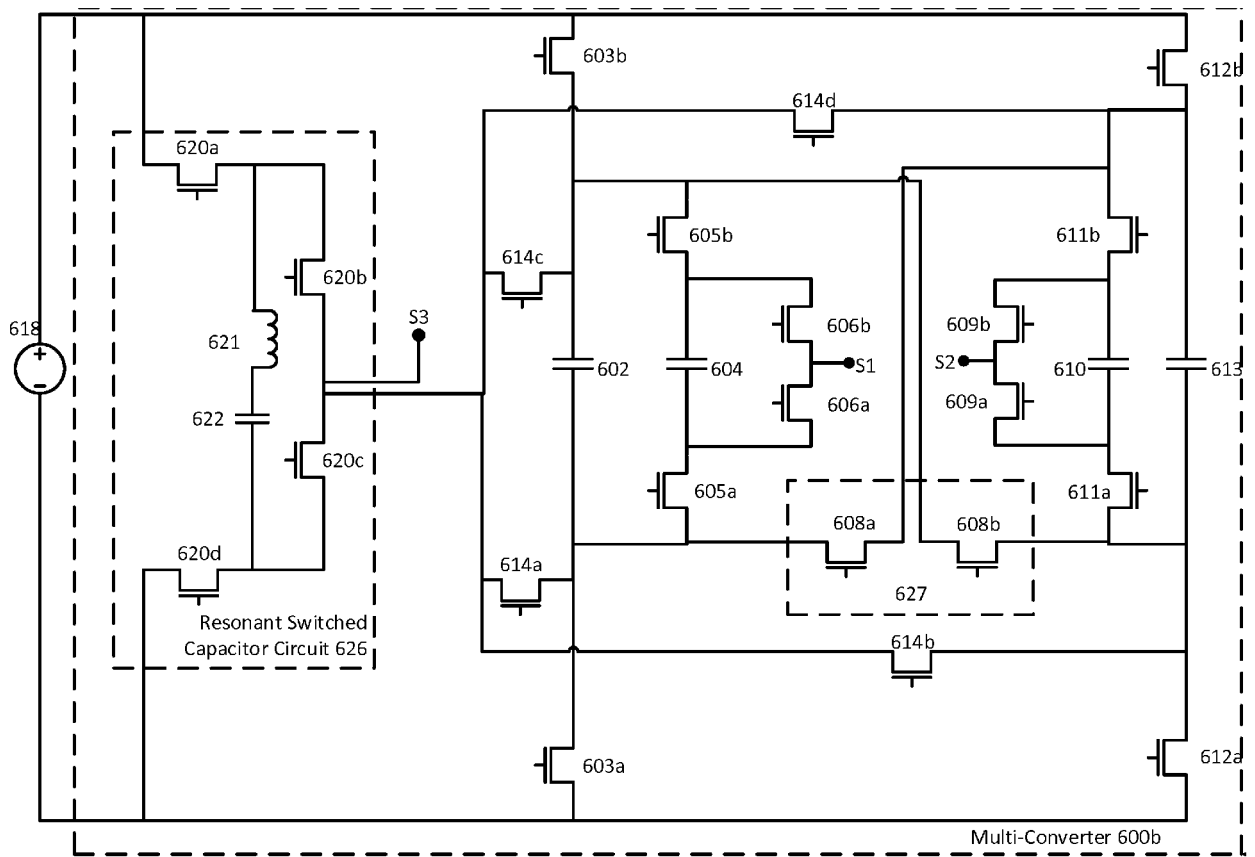 603b
612b
614d
620a
605b
611b
614c
620b
S3
606b
609b
618
621
602
604
S1
S2
610
613
606a
609a
622
620c
605a
611a
608a
608b
620d
614a
627
Resonant Switched
Capacitor Circuit 626
614b
603a
612a
Multi-Converter 600b